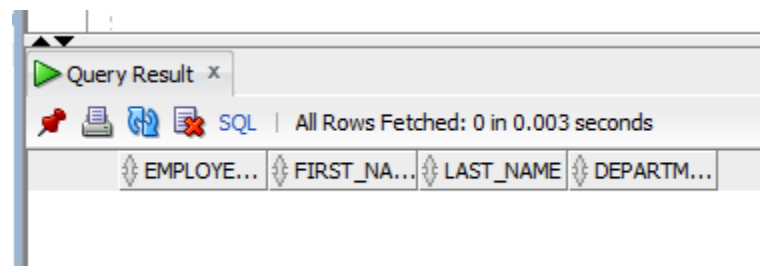 Query Result x
SQL | All Rows Fetched: 0 in 0.003 seconds
EMPLOYE... FIRST_NA... LAST_NAME DEPARTM...